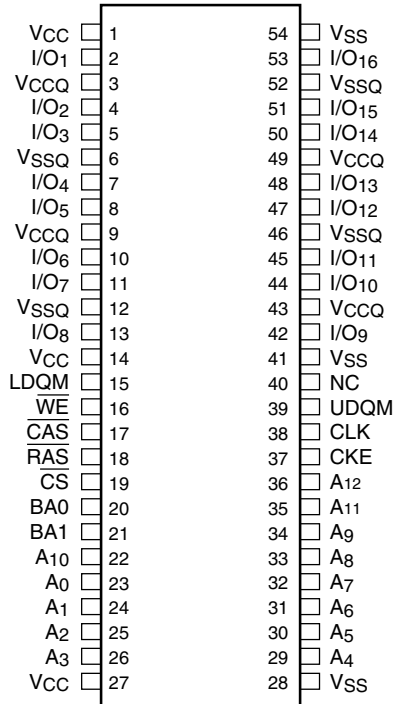 VCC 1 54 VSS
I/O1 2 53 I/O16
VCCQ 3 52 VSSQ
I/O2 4 51 I/O15
I/O3 5 50 I/O14
VSSQ 6 49 VCCQ
I/O4 7 48 I/O13
I/O5 8 47 I/O12
VCCQ 9 46 VSSQ
I/O6 10 45 I/O11
I/O7 11 44 I/O10
VSSQ 12 43 VCCQ
I/O8 13 42 I/O9
VCC 14 41 VSS
LDQM 15 40 NC
W̅E̅ 16 39 UDQM
C̅A̅S̅ 17 38 CLK
R̅A̅S̅ 18 37 CKE
C̅S̅ 19 36 A12
BA0 20 35 A11
BA1 21 34 A9
A10 22 33 A8
A0 23 32 A7
A1 24 31 A6
A2 25 30 A5
A3 26 29 A4
VCC 27 28 VSS